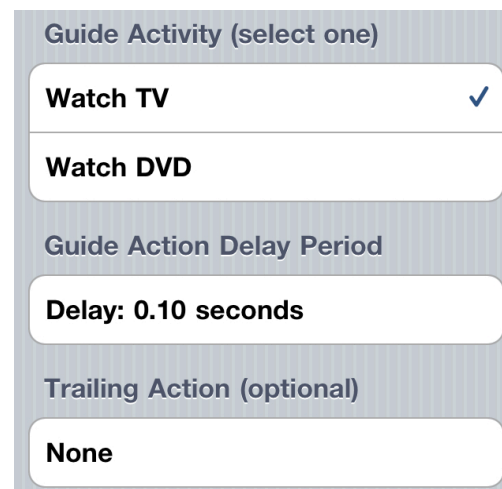 Guide Activity (select one)
Watch TV
Watch DVD
Guide Action Delay Period
Delay: 0.10 seconds
Trailing Action (optional)
None